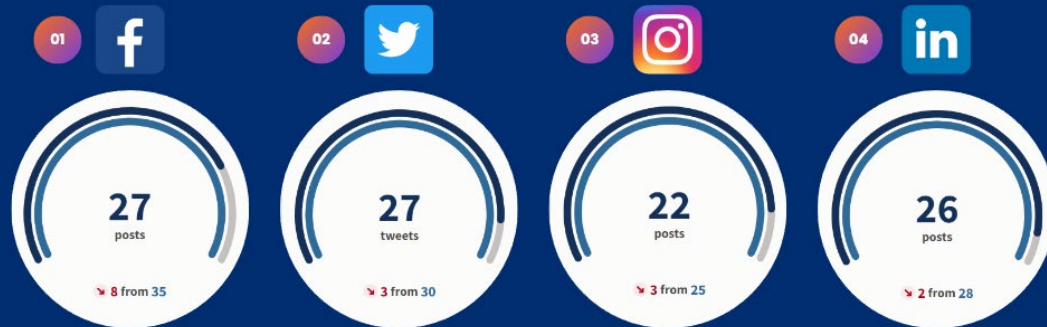 01
02
03
04
f
in
27
posts
8 from 35
27
tweets
3 from 30
22
posts
3 from 25
26
posts
2 from 28